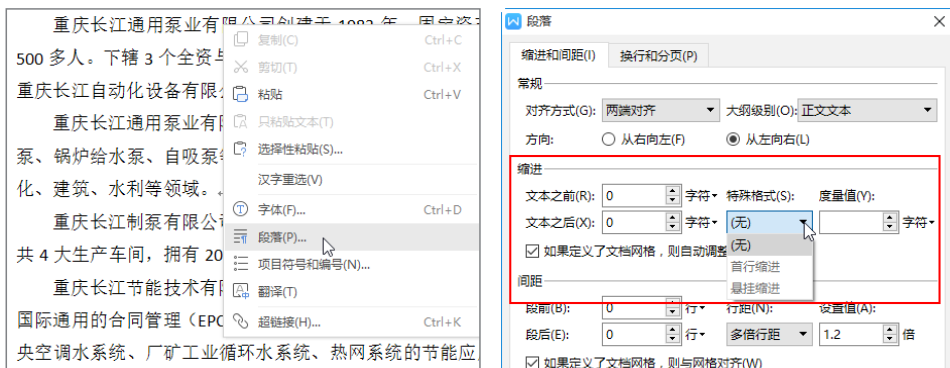 重庆长江通用泵业有限公司创建于 1982 年，固定资
500 多人。下辖 3 个全资
重庆长江自动化设备有限
重庆长江通用泵业有
泵、锅炉给水泵、自吸泵
化、建筑、水利等领域。
重庆长江制泵有限公
共 4 大生产车间，拥有 20
重庆长江节能技术有
国际通用的合同管理（EPC
央空调水系统、厂矿工业循环水系统、热网系统的节能应
复制(C) Ctrl+C
剪切(T) Ctrl+X
粘贴 Ctrl+V
只粘贴文本(T)
选择性粘贴(S)...
汉字重选(V)
字体(F)... Ctrl+D
段落(P)...
项目符号和编号(N)...
翻译(T)
超链接(H)... Ctrl+K
段落
缩进和间距(I) 换行和分页(P)
常规
对齐方式(G): 两端对齐 大纲级别(O): 正文文本
方向: 从右向左(F) 从左向右(L)
缩进
文本之前(R): 0 字符 特殊格式(S): 度量值(Y):
文本之后(X): 0 字符 (无) 字符
(无)
如果定义了文档网格，则自动调整
首行缩进
悬挂缩进
间距
段前(B): 0 行 行距(N): 设置值(A):
段后(E): 0 行 多倍行距 1.2 倍
如果定义了文档网格，则与网格对齐(W)